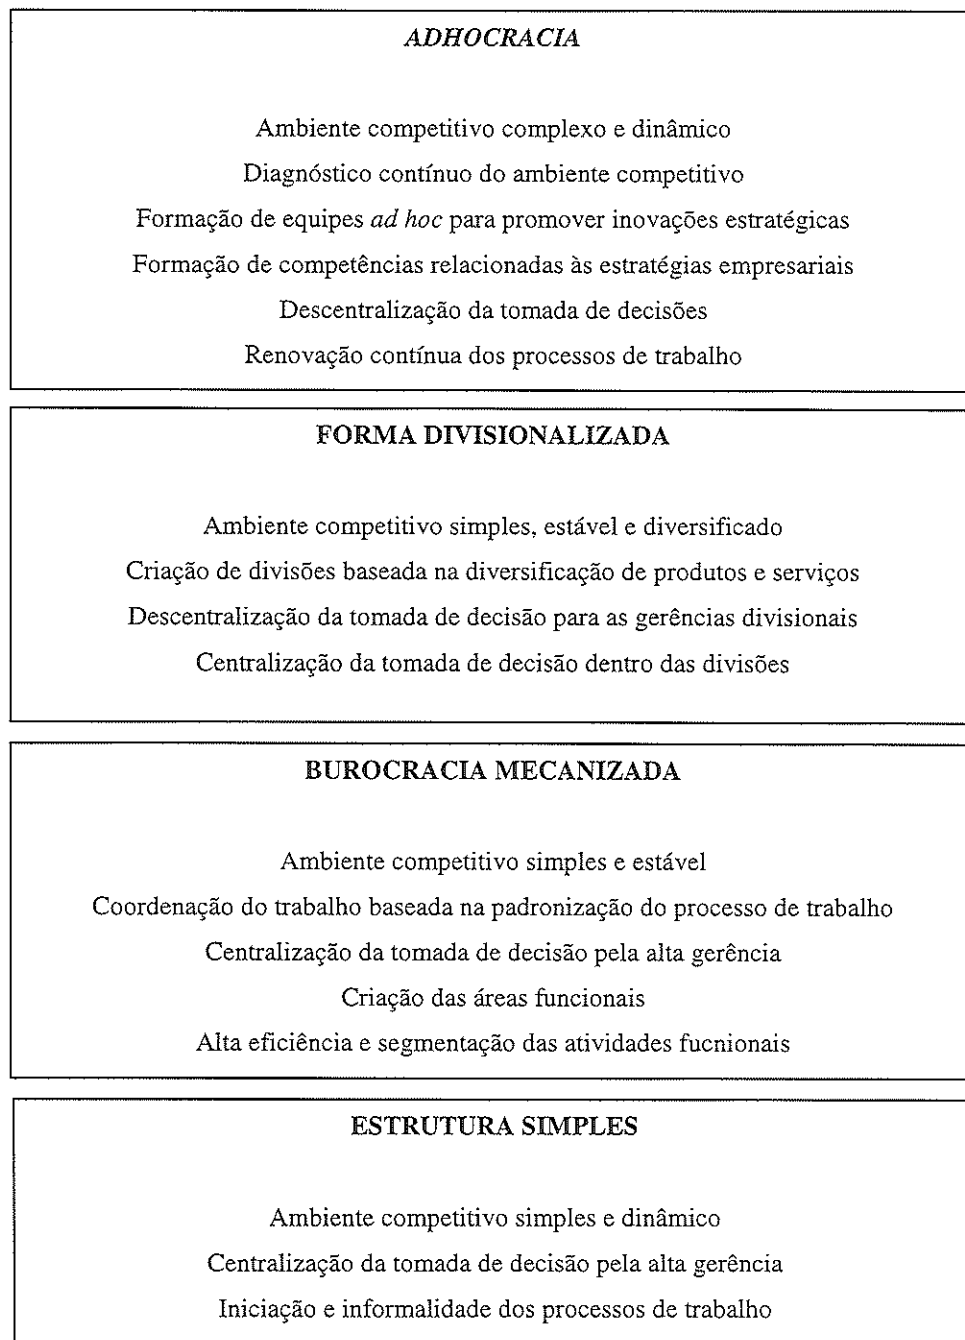 ADHOCRACIA
Ambiente competitivo complexo e dinâmico
Diagnóstico contínuo do ambiente competitivo
Formação de equipes ad hoc para promover inovações estratégicas
Formação de competências relacionadas às estratégias empresariais
Descentralização da tomada de decisões
Renovação contínua dos processos de trabalho
FORMA DIVISIONALIZADA
Ambiente competitivo simples, estável e diversificado
Criação de divisões baseada na diversificação de produtos e serviços
Descentralização da tomada de decisão para as gerências divisionais
Centralização da tomada de decisão dentro das divisões
BUROCRACIA MECANIZADA
Ambiente competitivo simples e estável
Coordenação do trabalho baseada na padronização do processo de trabalho
Centralização da tomada de decisão pela alta gerência
Criação das áreas funcionais
Alta eficiência e segmentação das atividades fucnionais
ESTRUTURA SIMPLES
Ambiente competitivo simples e dinâmico
Centralização da tomada de decisão pela alta gerência
Iniciação e informalidade dos processos de trabalho